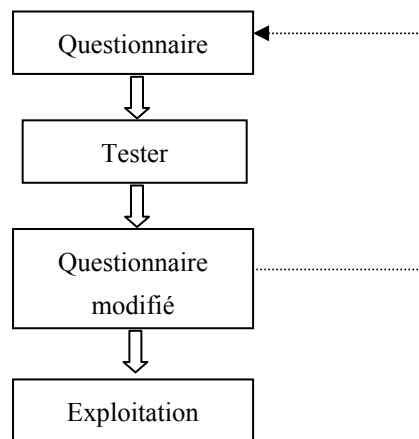 Questionnaire
Tester
Questionnaire
modifié
Exploitation